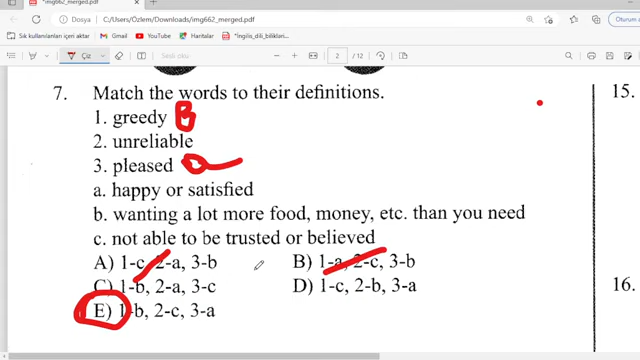 *img662_merged.pdf
C:/Users/Özlem/Downloads/img662_merged.pdf
Dosya
Sık kullanılanları içeri aktar
Gmail
YouTube
Haritalar
Çiz
Sesli oku
2 / 12
7. Match the words to their definitions.
1. greedy B
2. unreliable
3. pleased a
a. happy or satisfied
b. wanting a lot more food, money, etc. than you need
c. not able to be trusted or believed
A) 1-c, 2-a, 3-b B) 1-a, 2-c, 3-b
C) 1-b, 2-a, 3-c D) 1-c, 2-b, 3-a
E) 1-b, 2-c, 3-a
15.
16.